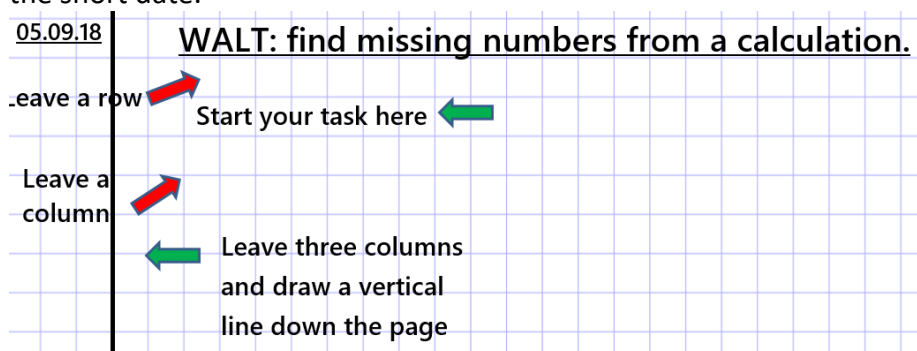 the short date.
05.09.18
WALT: find missing numbers from a calculation.
Leave a row
Start your task here
Leave a
column
Leave three columns
and draw a vertical
line down the page